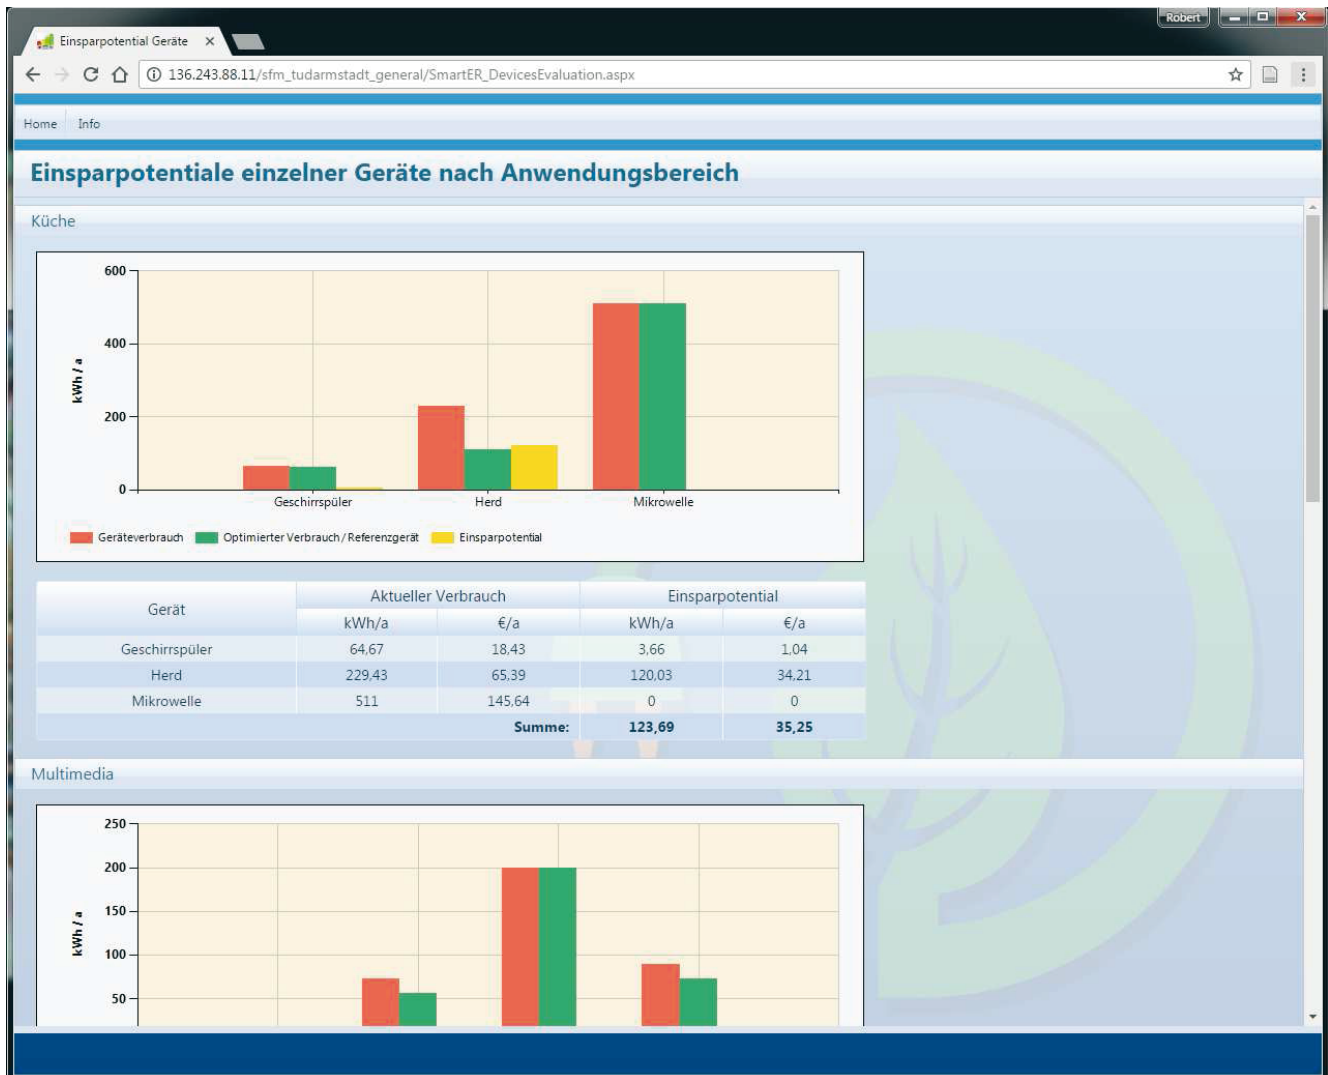 Robert
Einsparpotential Geräte
136.243.88.11/sfm_tudarmstadt_general/SmartER_DevicesEvaluation.aspx
Home Info
Einsparpotentiale einzelner Geräte nach Anwendungsbereich
Küche
600
400
200
0
kWh / a
Geschirrspüler Herd Mikrowelle
Geräteverbrauch Optimierter Verbrauch / Referenzgerät Einsparpotential
Gerät Aktueller Verbrauch Einsparpotential
kWh/a €/a kWh/a €/a
Geschirrspüler 64,67 18,43 3,66 1,04
Herd 229,43 65,39 120,03 34,21
Mikrowelle 511 145,64 0 0
Summe: 123,69 35,25
Multimedia
250
200
150
100
50
kWh / a